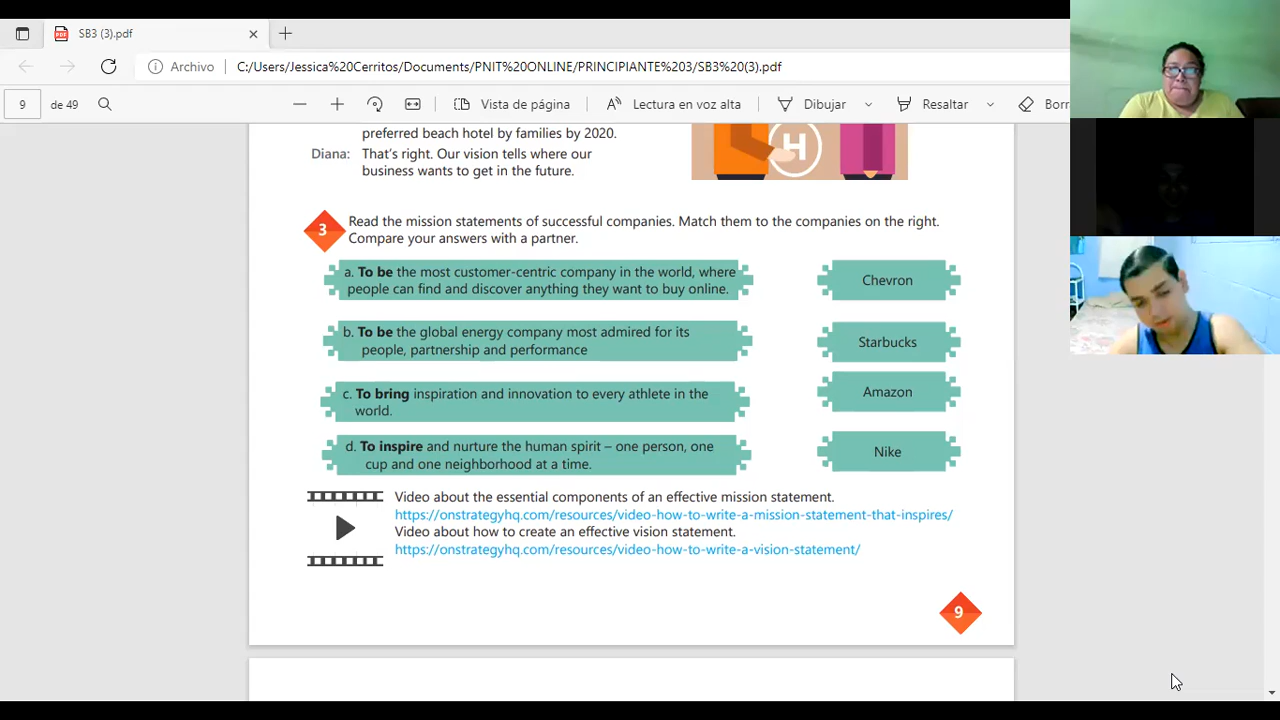 SB3 (3).pdf
Archivo
C:/Users/Jessica%20Cerritos/Documents/PNIT%20ONLINE/PRINCIPIANTE%203/SB3%20(3).pdf
9
de 49
Vista de página
Lectura en voz alta
Dibujar
Resaltar
Borr
preferred beach hotel by families by 2020.
Diana: That's right. Our vision tells where our
business wants to get in the future.
H
3
Read the mission statements of successful companies. Match them to the companies on the right.
Compare your answers with a partner.
a. To be the most customer-centric company in the world, where
people can find and discover anything they want to buy online.
Chevron
b. To be the global energy company most admired for its
people, partnership and performance
Starbucks
c. To bring inspiration and innovation to every athlete in the
world.
Amazon
d. To inspire and nurture the human spirit – one person, one
cup and one neighborhood at a time.
Nike
Video about the essential components of an effective mission statement.
https://onstrategyhq.com/resources/video-how-to-write-a-mission-statement-that-inspires/
Video about how to create an effective vision statement.
https://onstrategyhq.com/resources/video-how-to-write-a-vision-statement/
9